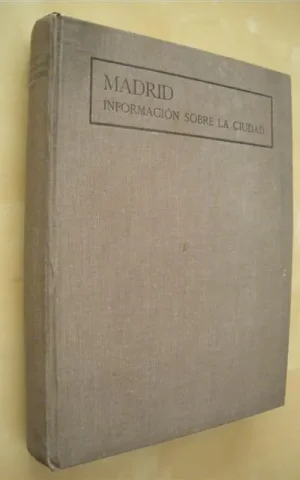 MADRID
INFORMACIÓN SOBRE LA CIUDAD